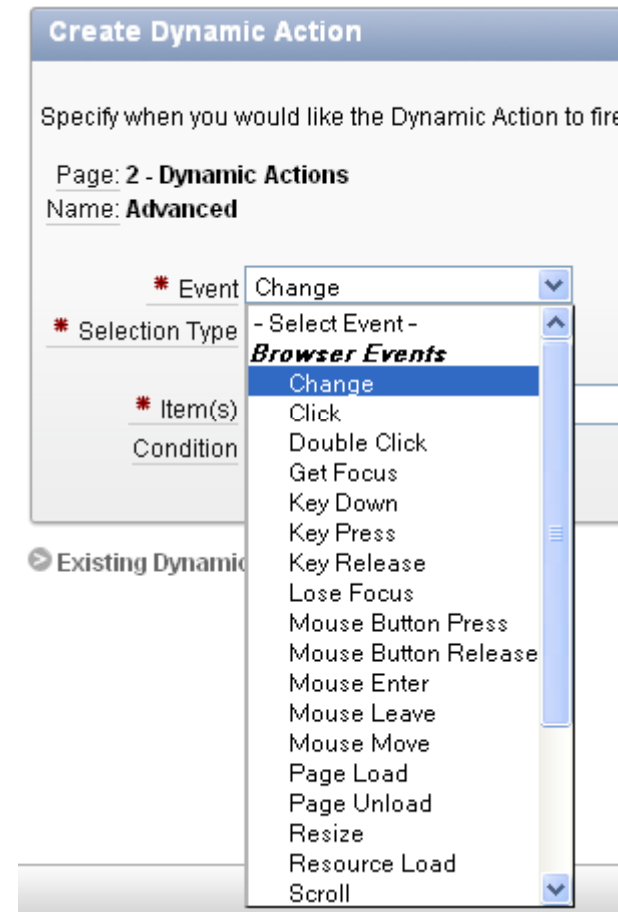 Create Dynamic Action
Specify when you would like the Dynamic Action to fire
Page: 2 - Dynamic Actions
Name: Advanced
* Event Change
* Selection Type
* Item(s)
Condition
- Select Event -
Browser Events
Change
Click
Double Click
Get Focus
Key Down
Key Press
Key Release
Lose Focus
Mouse Button Press
Mouse Button Release
Mouse Enter
Mouse Leave
Mouse Move
Page Load
Page Unload
Resize
Resource Load
Scroll
Existing Dynamic